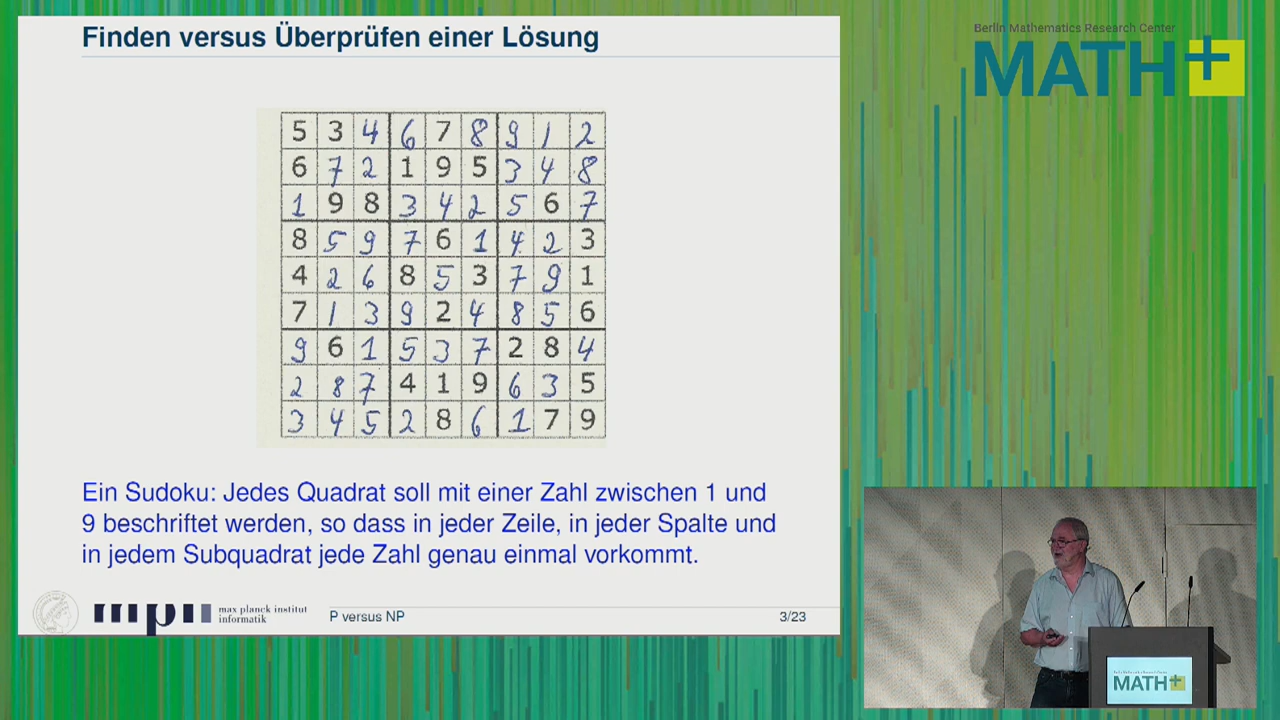 Finden versus Überprüfen einer Lösung
5 3 4 6 7 8 9 1 2
6 7 2 1 9 5 3 4 8
1 9 8 3 4 2 5 6 7
8 5 9 7 6 1 4 2 3
4 2 6 8 5 3 7 9 1
7 1 3 9 2 4 8 5 6
9 6 1 5 3 7 2 8 4
2 8 7 4 1 9 6 3 5
3 4 5 2 8 6 1 7 9
Ein Sudoku: Jedes Quadrat soll mit einer Zahl zwischen 1 und
9 beschriftet werden, so dass in jeder Zeile, in jeder Spalte und
in jedem Subquadrat jede Zahl genau einmal vorkommt.
max planck institut
informatik
P versus NP
3/23
Berlin Mathematics Research Center
MATH+
Berlin Mathematics Research Center
MATH+